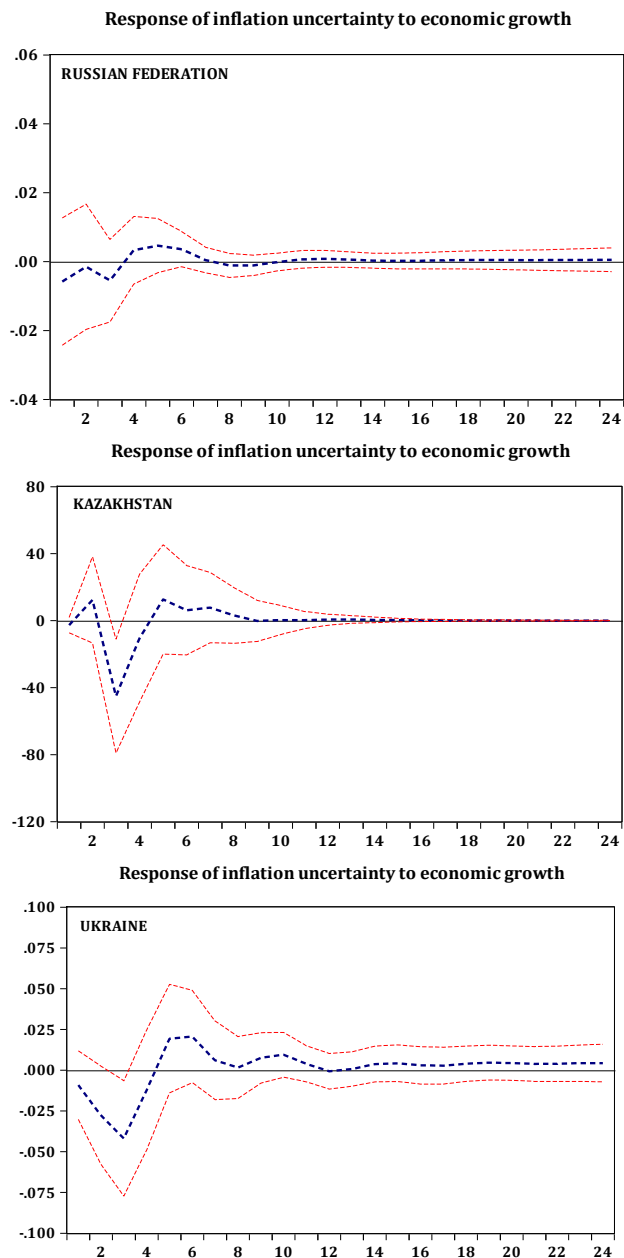 Response of inflation uncertainty to economic growth
.06
RUSSIAN FEDERATION
.04
.02
.00
-.02
-.04
2 4 6 8 10 12 14 16 18 20 22 24
Response of inflation uncertainty to economic growth
80
KAZAKHSTAN
40
0
-40
-80
-120
2 4 6 8 10 12 14 16 18 20 22 24
Response of inflation uncertainty to economic growth
.100
UKRAINE
.075
.050
.025
.000
-.025
-.050
-.075
-.100
2 4 6 8 10 12 14 16 18 20 22 24